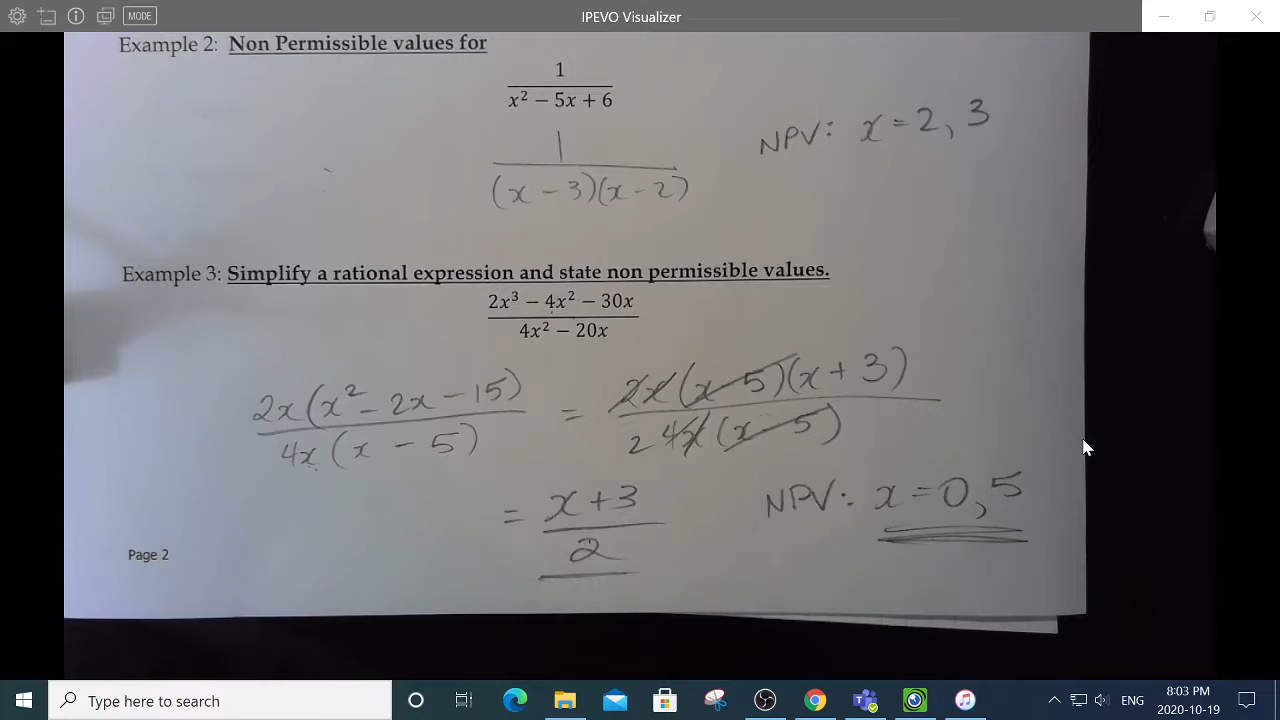 IPEVO Visualizer
MODE
Example 2: Non Permissible values for
1
x² − 5x + 6
1
(x − 3)(x − 2)
NPV: x = 2, 3
Example 3: Simplify a rational expression and state non permissible values.
2x³ − 4x² − 30x
4x² − 20x
2x(x² − 2x − 15) = 2x(x − 5)(x + 3)
4x(x − 5) 2 4x(x − 5)
= x + 3
2
NPV: x = 0, 5
Page 2
Type here to search
ENG
8:03 PM
2020-10-19